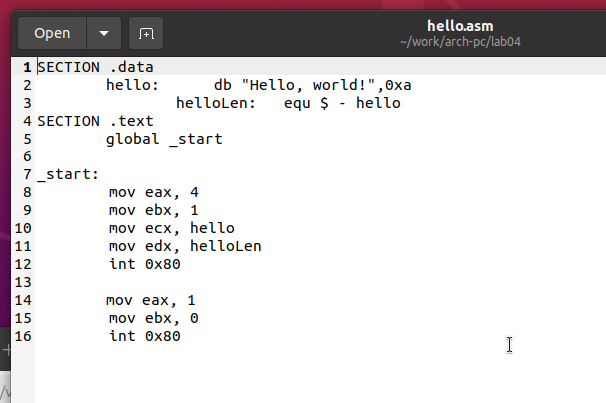 Open
hello.asm
~/work/arch-pc/lab04
1 SECTION .data
2 hello: db "Hello, world!",0xa
3 helloLen: equ $ - hello
4 SECTION .text
5 global _start
6
7 _start:
8 mov eax, 4
9 mov ebx, 1
10 mov ecx, hello
11 mov edx, helloLen
12 int 0x80
13
14 mov eax, 1
15 mov ebx, 0
16 int 0x80